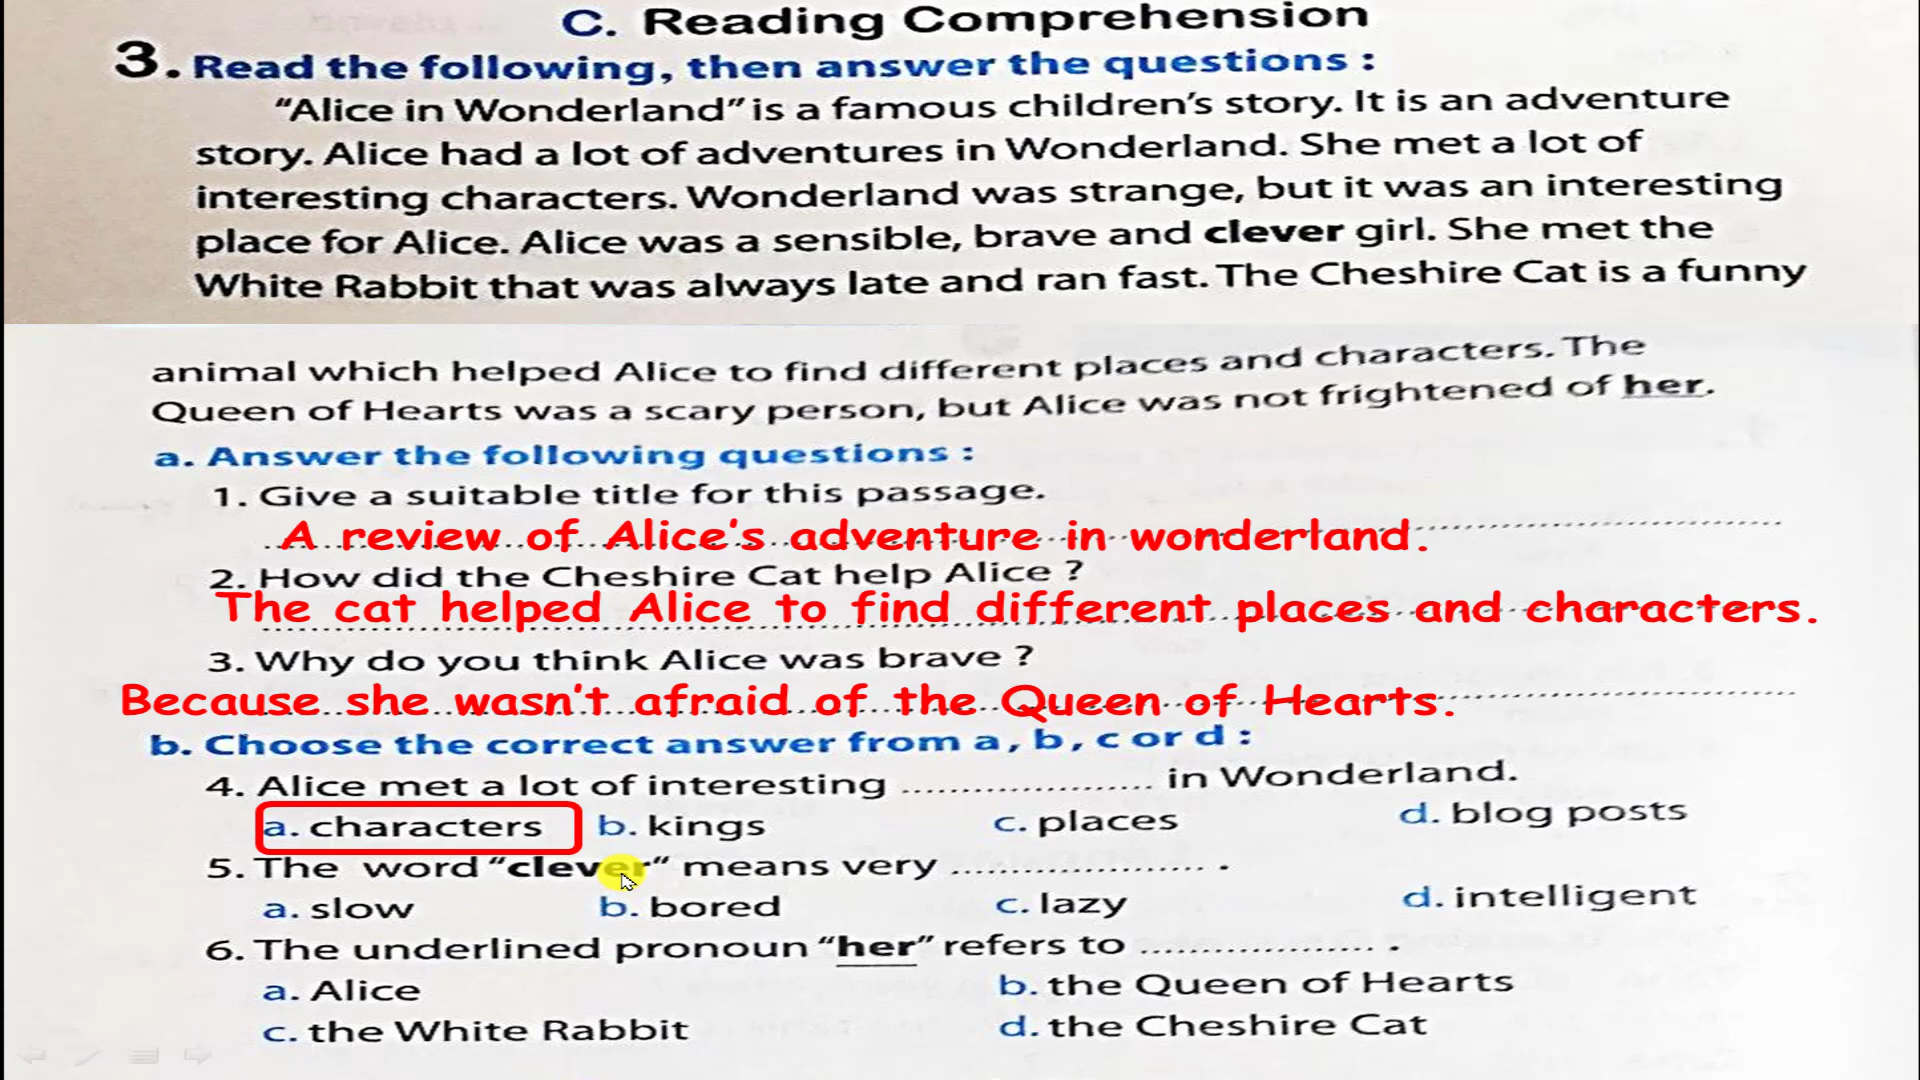 C. Reading Comprehension
3. Read the following, then answer the questions :
"Alice in Wonderland" is a famous children's story. It is an adventure
story. Alice had a lot of adventures in Wonderland. She met a lot of
interesting characters. Wonderland was strange, but it was an interesting
place for Alice. Alice was a sensible, brave and clever girl. She met the
White Rabbit that was always late and ran fast. The Cheshire Cat is a funny
animal which helped Alice to find different places and characters. The
Queen of Hearts was a scary person, but Alice was not frightened of her.
a. Answer the following questions :
1. Give a suitable title for this passage.
A review of Alice's adventure in wonderland.
2. How did the Cheshire Cat help Alice ?
The cat helped Alice to find different places and characters.
3. Why do you think Alice was brave ?
Because she wasn't afraid of the Queen of Hearts.
b. Choose the correct answer from a, b, c or d :
4. Alice met a lot of interesting .................... in Wonderland.
a. characters b. kings c. places d. blog posts
5. The word "clever" means very .................... .
a. slow b. bored c. lazy d. intelligent
6. The underlined pronoun "her" refers to .................... .
a. Alice b. the Queen of Hearts
c. the White Rabbit d. the Cheshire Cat